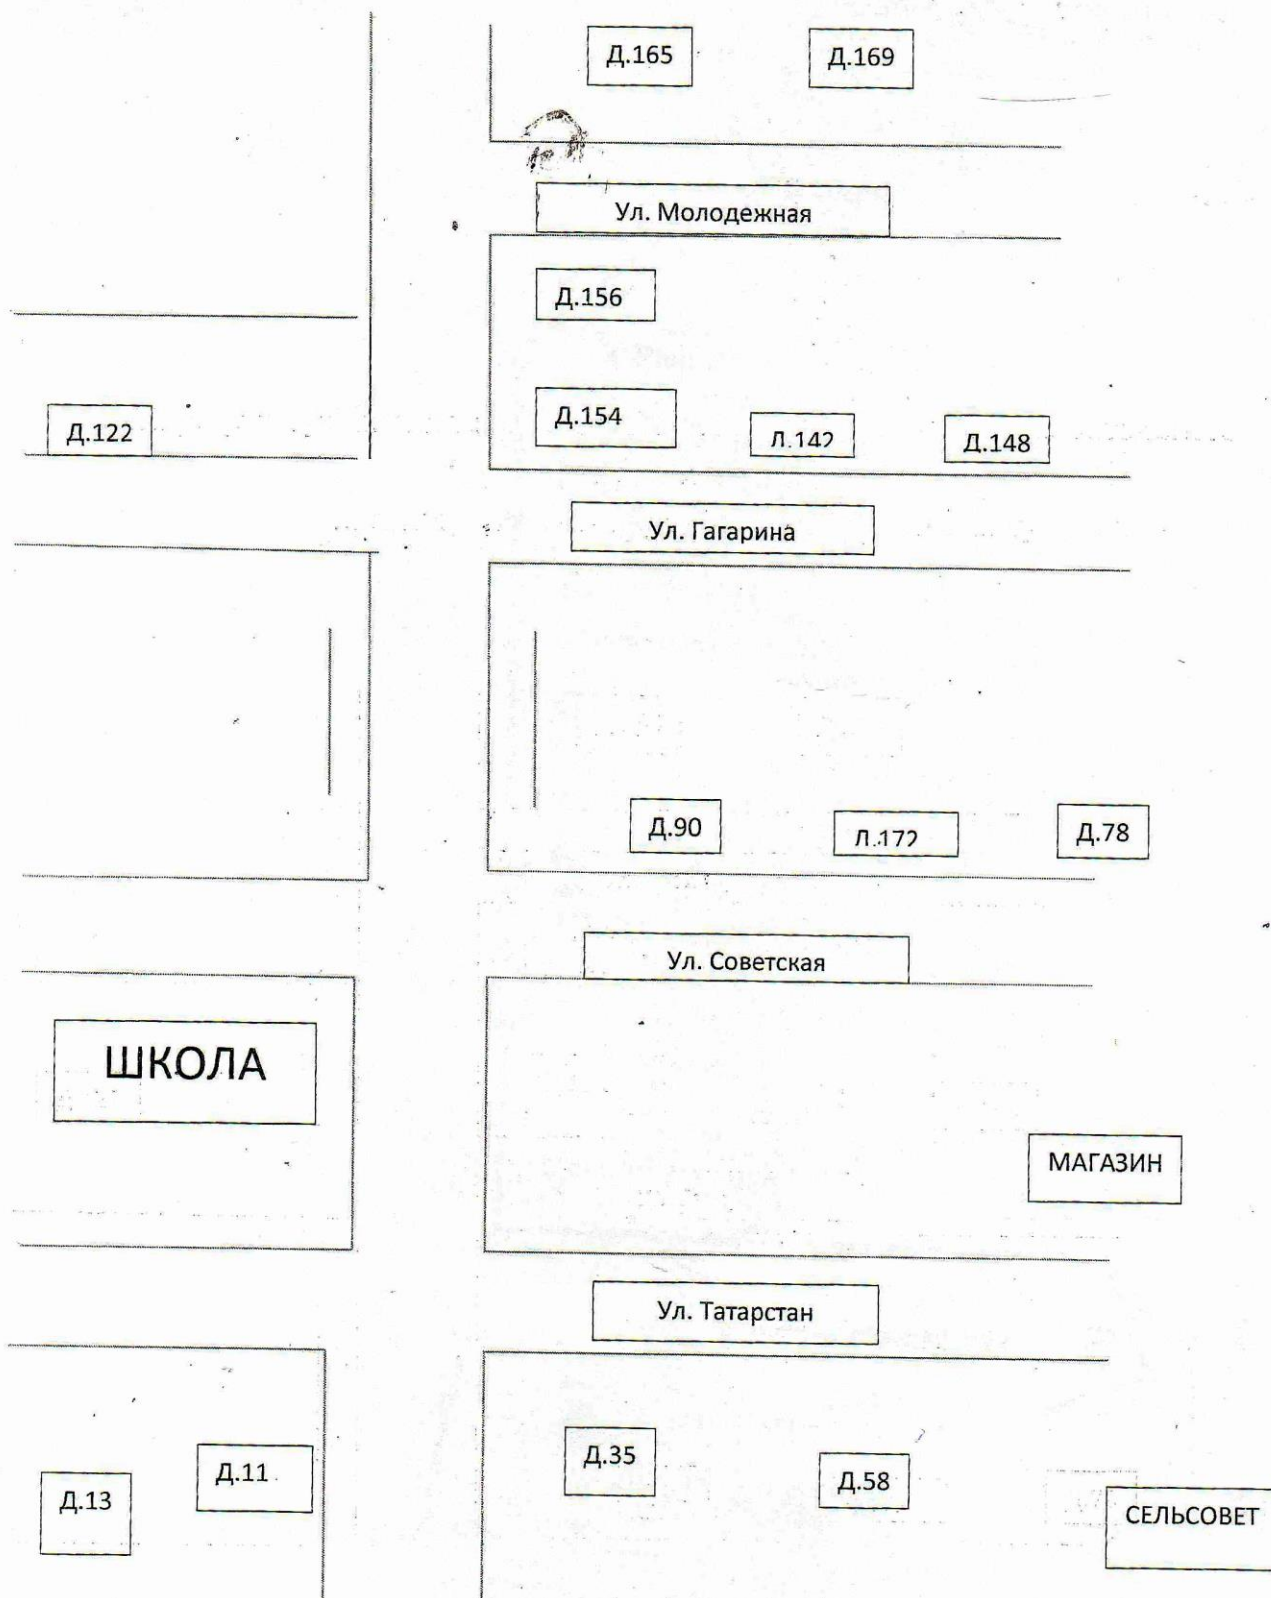 Д.165 Д.169
Ул. Молодежная
Д.156
Д.154
Д.122
Д.142 Д.148
Ул. Гагарина
Д.90 Д.172 Д.78
Ул. Советская
ШКОЛА
МАГАЗИН
Ул. Татарстан
Д.35
Д.11
Д.58
Д.13
СЕЛЬСОВЕТ